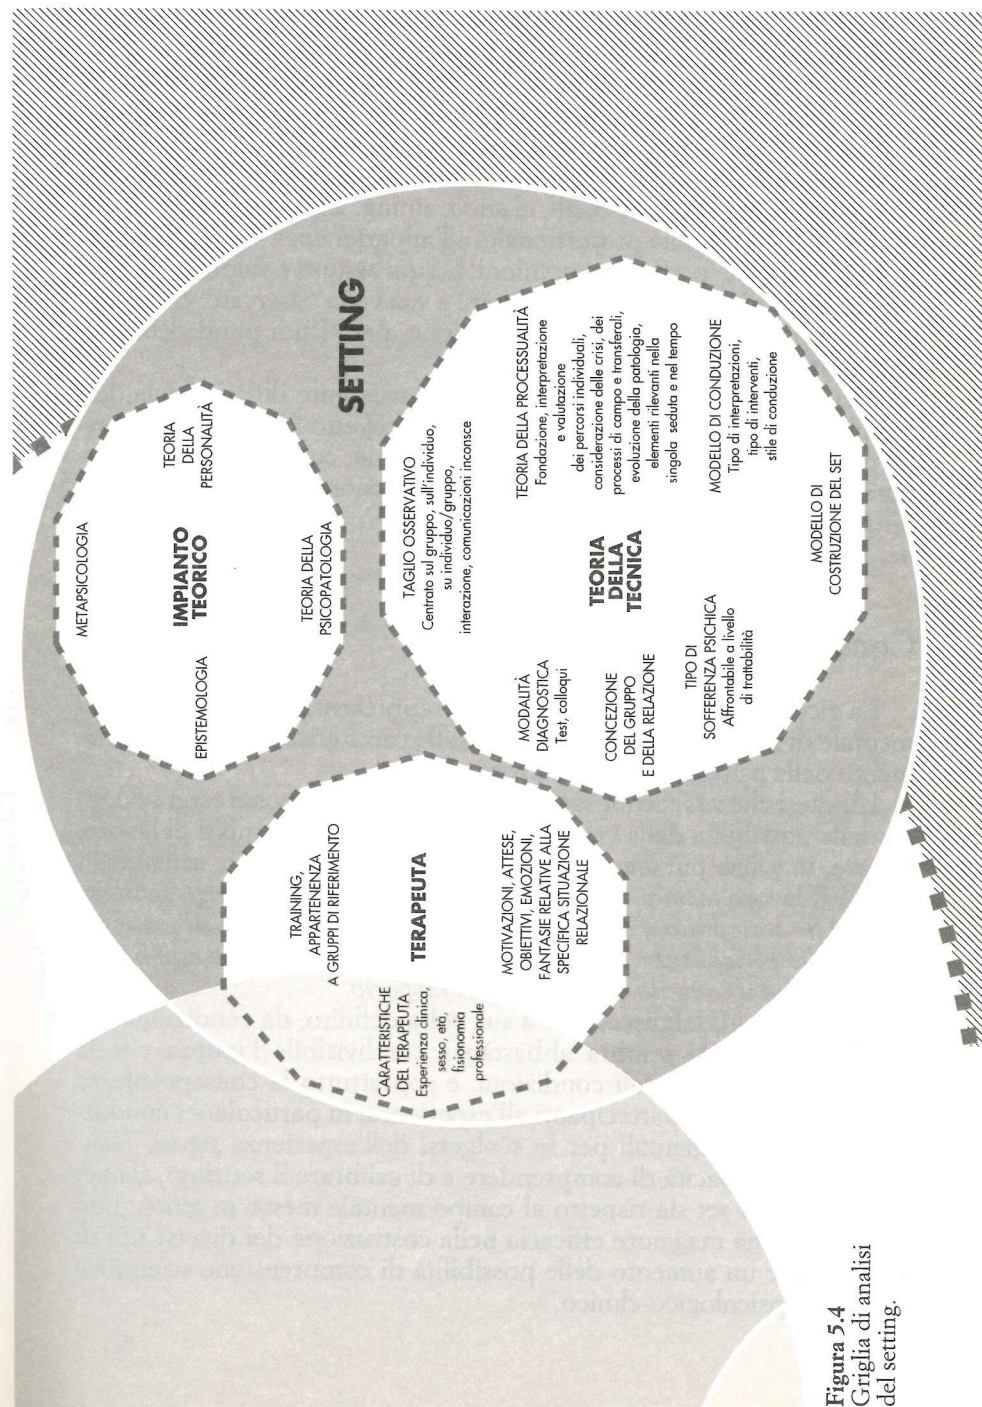 SETTING
METAPSICOLOGIA
EPISTEMOLOGIA
IMPIANTO
TEORICO
TEORIA
DELLA
PERSONALITÀ
TEORIA DELLA
PSICOPATOLOGIA
TRAINING,
APPARTENENZA
A GRUPPI DI RIFERIMENTO
CARATTERISTICHE
DEL TERAPEUTA
Esperienza clinica,
sesso, età,
fisionomia
professionale
TERAPEUTA
MOTIVAZIONI, ATTESE,
OBIETTIVI, EMOZIONI,
FANTASIE RELATIVE ALLA
SPECIFICA SITUAZIONE
RELAZIONALE
TAGLIO OSSERVATIVO
Centrato sul gruppo, sull'individuo,
su individuo/gruppo,
interazione, comunicazioni inconsce
MODALITÀ
DIAGNOSTICA
Test, colloqui
CONCEZIONE
DEL GRUPPO
E DELLA RELAZIONE
TEORIA
DELLA
TECNICA
TEORIA DELLA PROCESSUALITÀ
Fondazione, interpretazione
e valutazione
dei percorsi individuali,
considerazione delle crisi, dei
processi di campo e transferali,
evoluzione della patologia,
elementi rilevanti nella
singola seduta e nel tempo
TIPO DI
SOFFERENZA PSICHICA
Affrontabile a livello
di trattabilità
MODELLO DI CONDUZIONE
Tipo di interpretazioni,
tipo di interventi,
stile di conduzione
MODELLO DI
COSTRUZIONE DEL SET
Figura 5.4
Griglia di analisi
del setting.